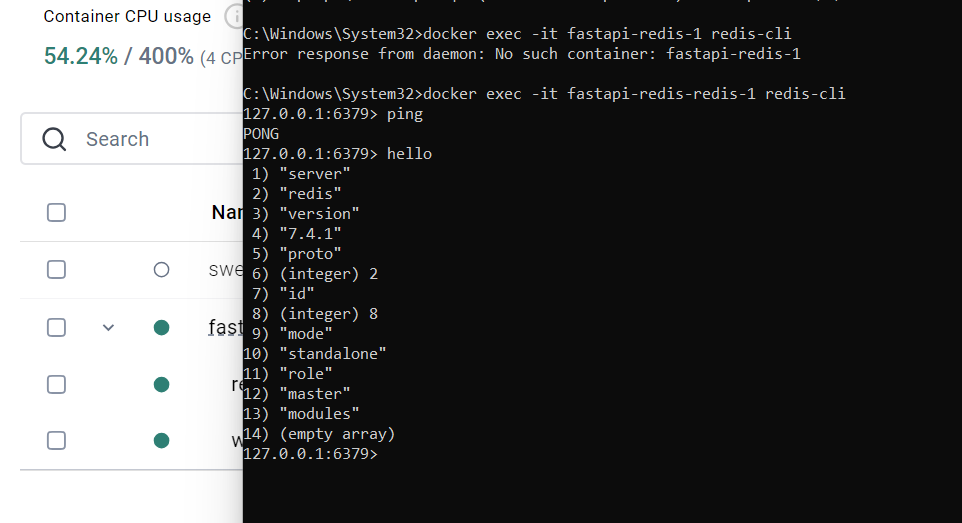 Container CPU usage
54.24% / 400% (4 CP
Search
C:\Windows\System32>docker exec -it fastapi-redis-1 redis-cli
Error response from daemon: No such container: fastapi-redis-1
C:\Windows\System32>docker exec -it fastapi-redis-redis-1 redis-cli
127.0.0.1:6379> ping
PONG
127.0.0.1:6379> hello
1) "server"
2) "redis"
3) "version"
4) "7.4.1"
5) "proto"
6) (integer) 2
7) "id"
8) (integer) 8
9) "mode"
10) "standalone"
11) "role"
12) "master"
13) "modules"
14) (empty array)
127.0.0.1:6379>